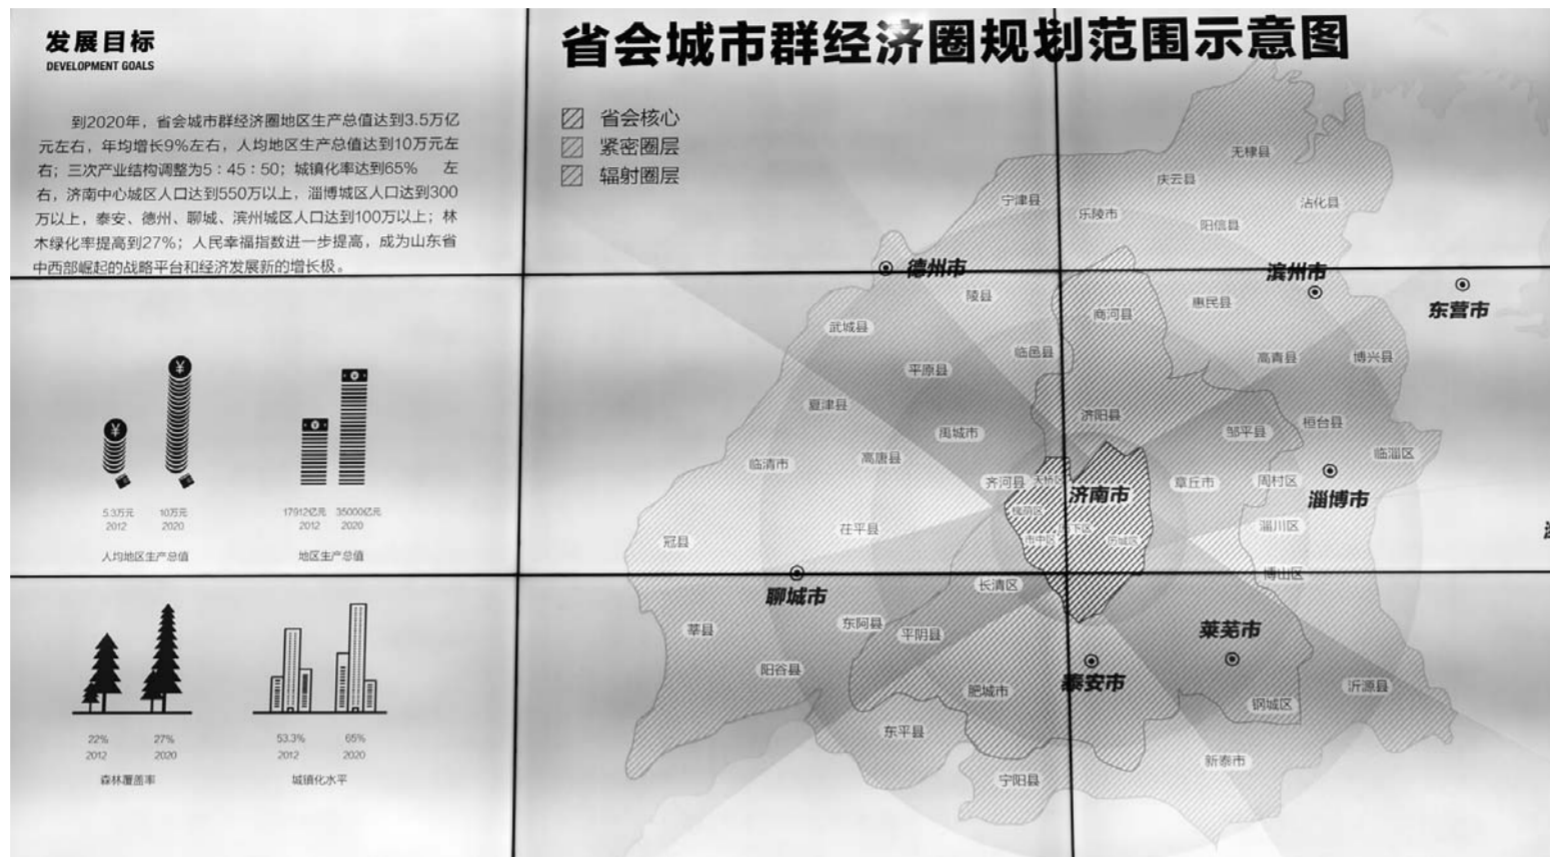 发展目标
DEVELOPMENT GOALS
到2020年，省会城市群经济圈地区生产总值达到3.5万亿
元左右，年均增长9%左右，人均地区生产总值达到10万元左
右；三次产业结构调整为5：45：50；城镇化率达到65% 左
右，济南中心城区人口达到550万以上，淄博城区人口达到300
万以上，泰安、德州、聊城、滨州城区人口达到100万以上；林
木绿化率提高到27%；人民幸福指数进一步提高，成为山东省
中西部崛起的战略平台和经济发展新的增长极。
5.3万元
2012
10万元
2020
人均地区生产总值
17912亿元
2012
35000亿元
2020
地区生产总值
22%
2012
27%
2020
森林覆盖率
53.3%
2012
65%
2020
城镇化水平
省会城市群经济圈规划范围示意图
省会核心
紧密圈层
辐射圈层
无棣县
庆云县
宁津县
乐陵市
阳信县
沾化县
德州市
滨州市
东营市
陵县
惠民县
商河县
武城县
临邑县
高青县
博兴县
平原县
夏津县
济阳县
禹城市
邹平县
桓台县
临清市
高唐县
临淄区
齐河县
天桥区
济南市
章丘市
周村区
淄博市
槐荫区
茌平县
冠县
市中区
下区
历城区
淄川区
博山区
长清区
聊城市
东阿县
平阴县
莘县
莱芜市
阳谷县
泰安市
肥城市
沂源县
钢城区
东平县
新泰市
宁阳县